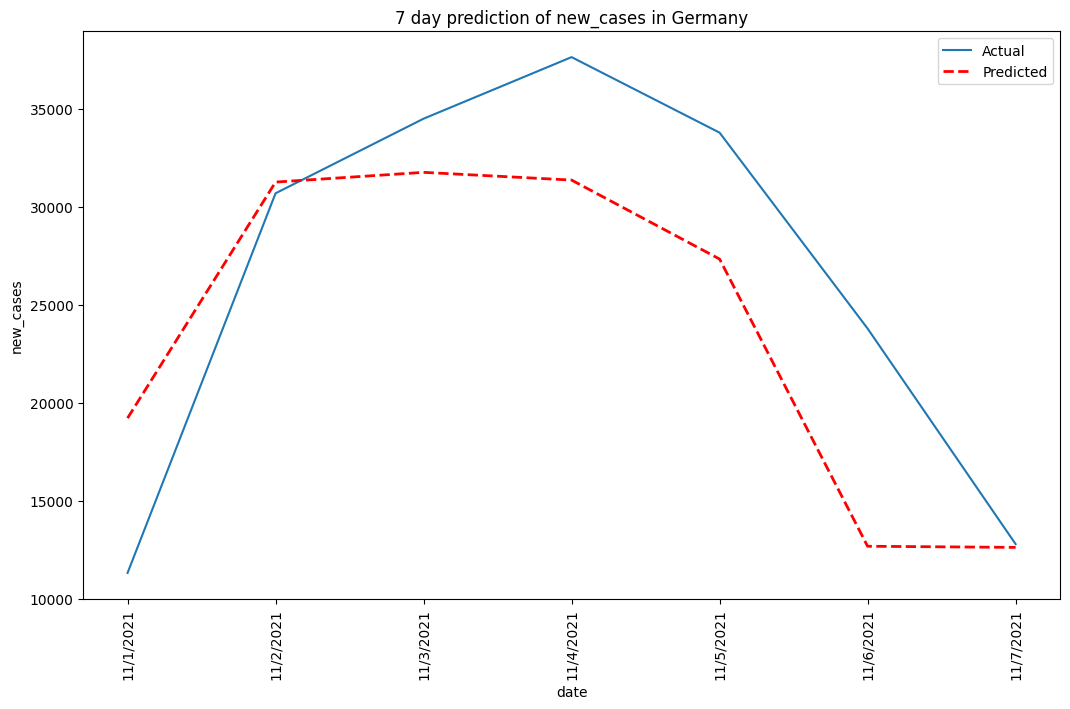 7 day prediction of new_cases in Germany
Actual
Predicted
new_cases
35000
30000
25000
20000
15000
10000
11/1/2021
11/2/2021
11/3/2021
11/4/2021
11/5/2021
11/6/2021
11/7/2021
date